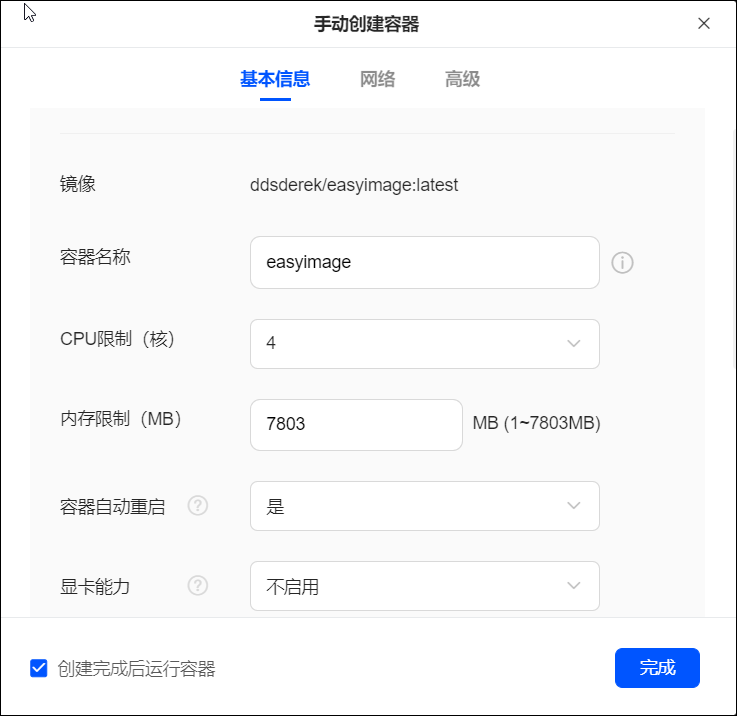 手动创建容器
基本信息 网络 高级
镜像 ddsderek/easyimage:latest
容器名称 easyimage
CPU限制（核） 4
内存限制（MB） 7803 MB (1~7803MB)
容器自动重启 ? 是
显卡能力 ? 不启用
创建完成后运行容器 完成